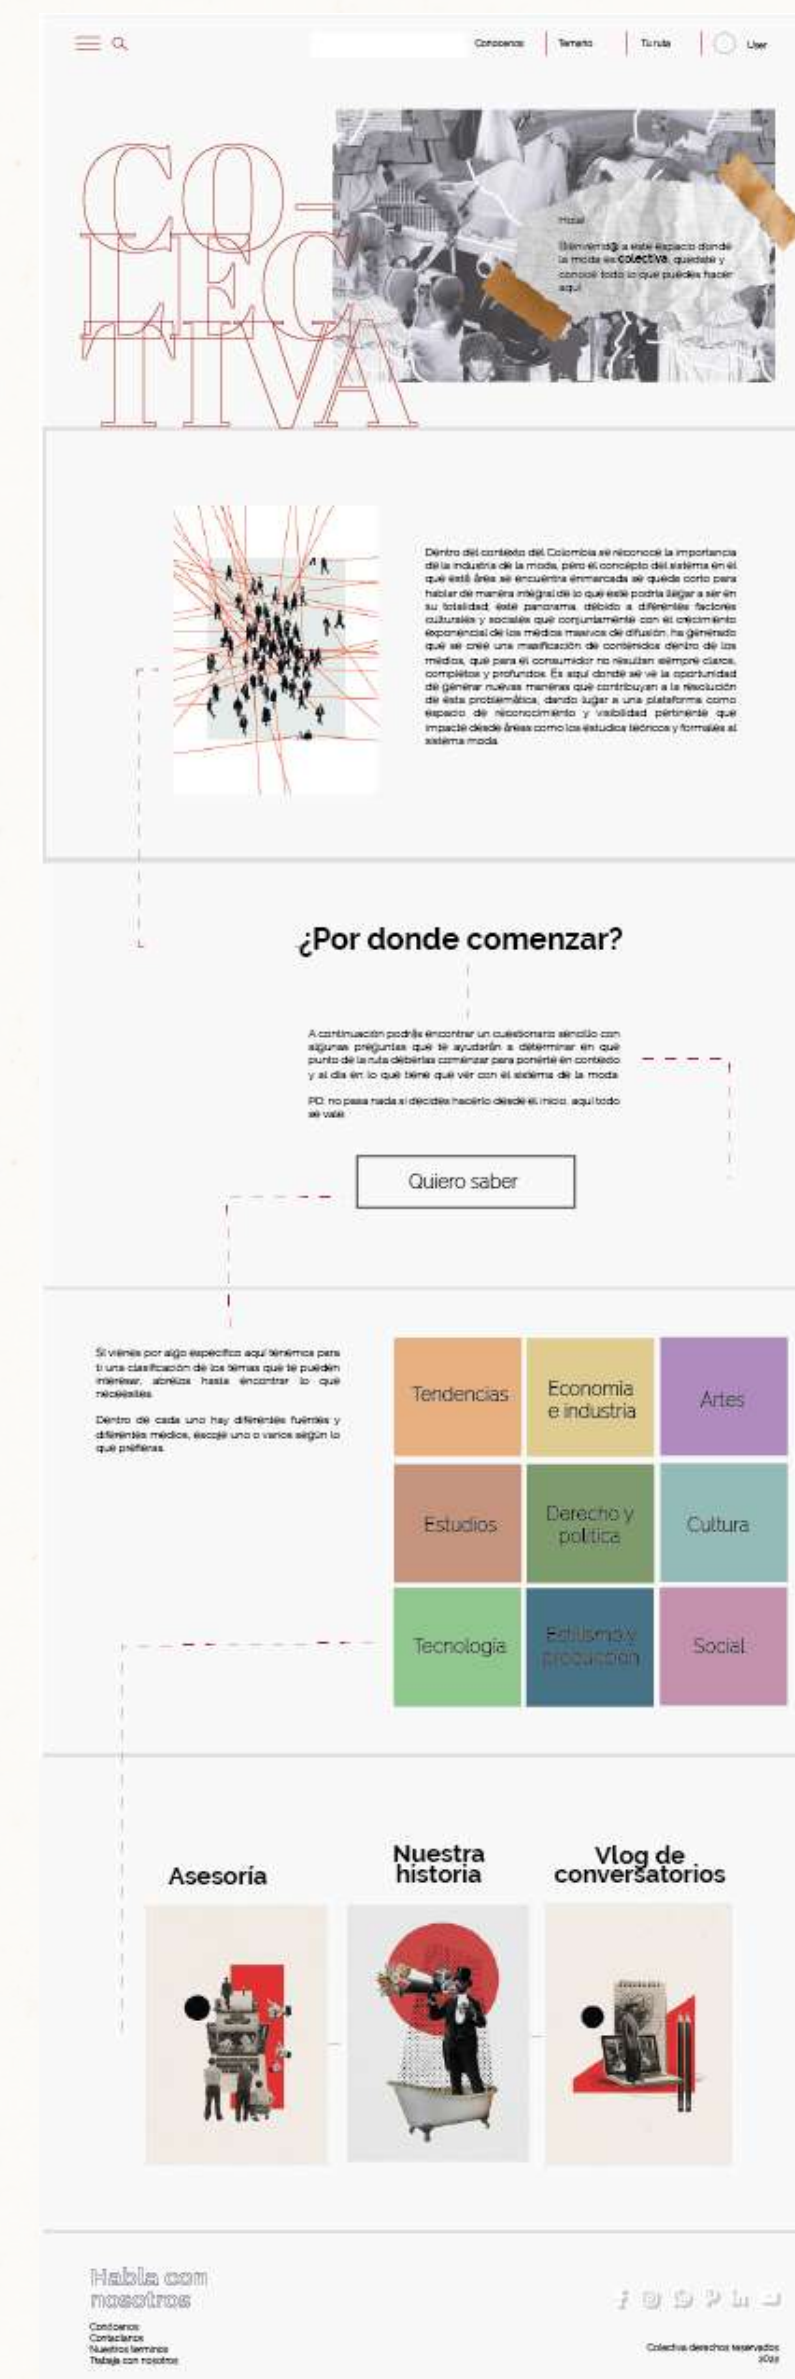 Conocenos
Temario
Tu ruta
User
CO-
LEC
TIVA
Hola!
Bienvenid@ a este espacio donde
la moda es colectiva, quédate y
conoce todo lo que puedes hacer
aquí
Dentro del contexto del Colombia se reconoce la importancia
de la industria de la moda, pero el concepto del sistema en el
que está área se encuentra enmarcada se queda corto para
hablar de manera integral de lo que este podría llegar a ser en
su totalidad, este panorama, debido a diferentes factores
culturales y sociales que conjuntamente con el crecimiento
exponencial de los medios masivos de difusión, ha generado
que se cree una masificación de contenidos dentro de los
medios, que para el consumidor no resultan siempre claros,
completos y profundos. Es aquí donde se ve la oportunidad
de generar nuevas maneras que contribuyan a la resolución
de esta problemática, dando lugar a una plataforma como
espacio de reconocimiento y visibilidad pertinente que
impacte desde áreas como los estudios teóricos y formales al
sistema moda.
¿Por donde comenzar?
A continuación podrás encontrar un cuestionario sencillo con
algunas preguntas que te ayudarán a determinar en qué
punto de la ruta deberías comenzar para ponerte en contexto
y al día en lo que tiene que ver con el sistema de la moda
PD: no pasa nada si decides hacerlo desde el inicio, aquí todo
se vale
Quiero saber
Si vienes por algo específico aquí tenemos para
ti una clasificación de los temas que te pueden
interesar, abrelos hasta encontrar lo que
necesites.
Dentro de cada uno hay diferentes fuentes y
diferentes medios, escoje uno o varios según lo
que prefieras.
Tendencias
Economía
e industria
Artes
Estudios
Derecho y
política
Cultura
Tecnología
Estilismo y
producción
Social
Asesoría
Nuestra
historia
Vlog de
conversatorios
Habla con
nosotros
Conócenos
Contactanos
Nuestros terminos
Trabaja con nosotros
Colectiva derechos reservados
2022